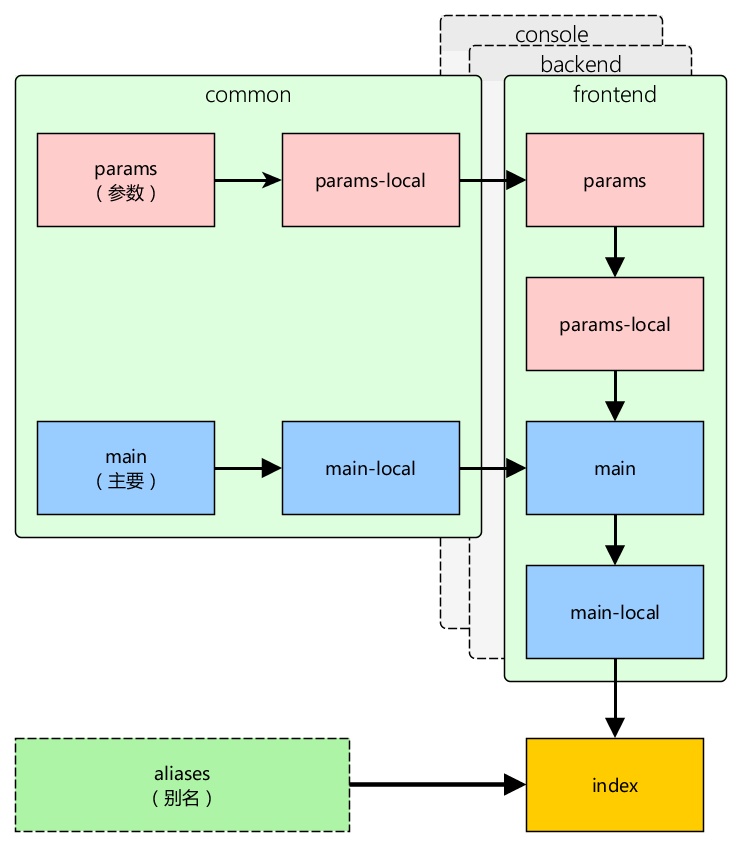 console
backend
common
frontend
params
（参数）
params-local
params
params-local
main
（主要）
main-local
main
main-local
aliases
（别名）
index